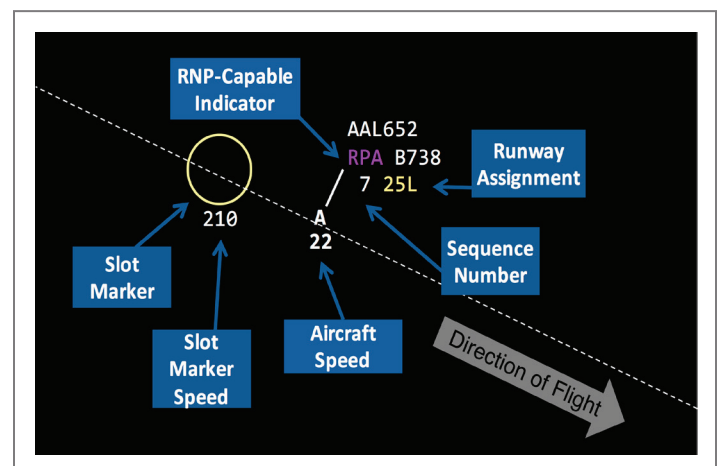 RNP-Capable
Indicator
AAL652
RPA B738
7 25L
Runway
Assignment
210
A
22
Slot
Marker
Sequence
Number
Slot
Marker
Speed
Aircraft
Speed
Direction of Flight